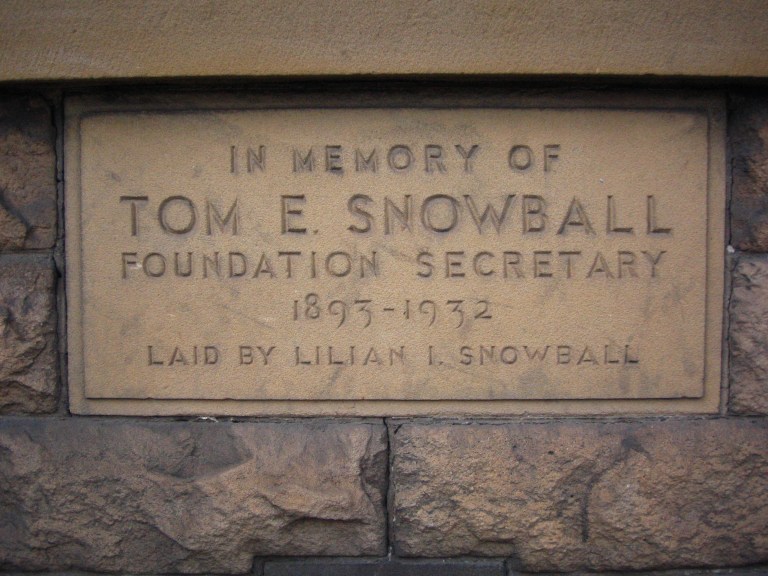 IN MEMORY OF
TOM E. SNOWBALL
FOUNDATION SECRETARY
1893-1932
LAID BY LILIAN I. SNOWBALL